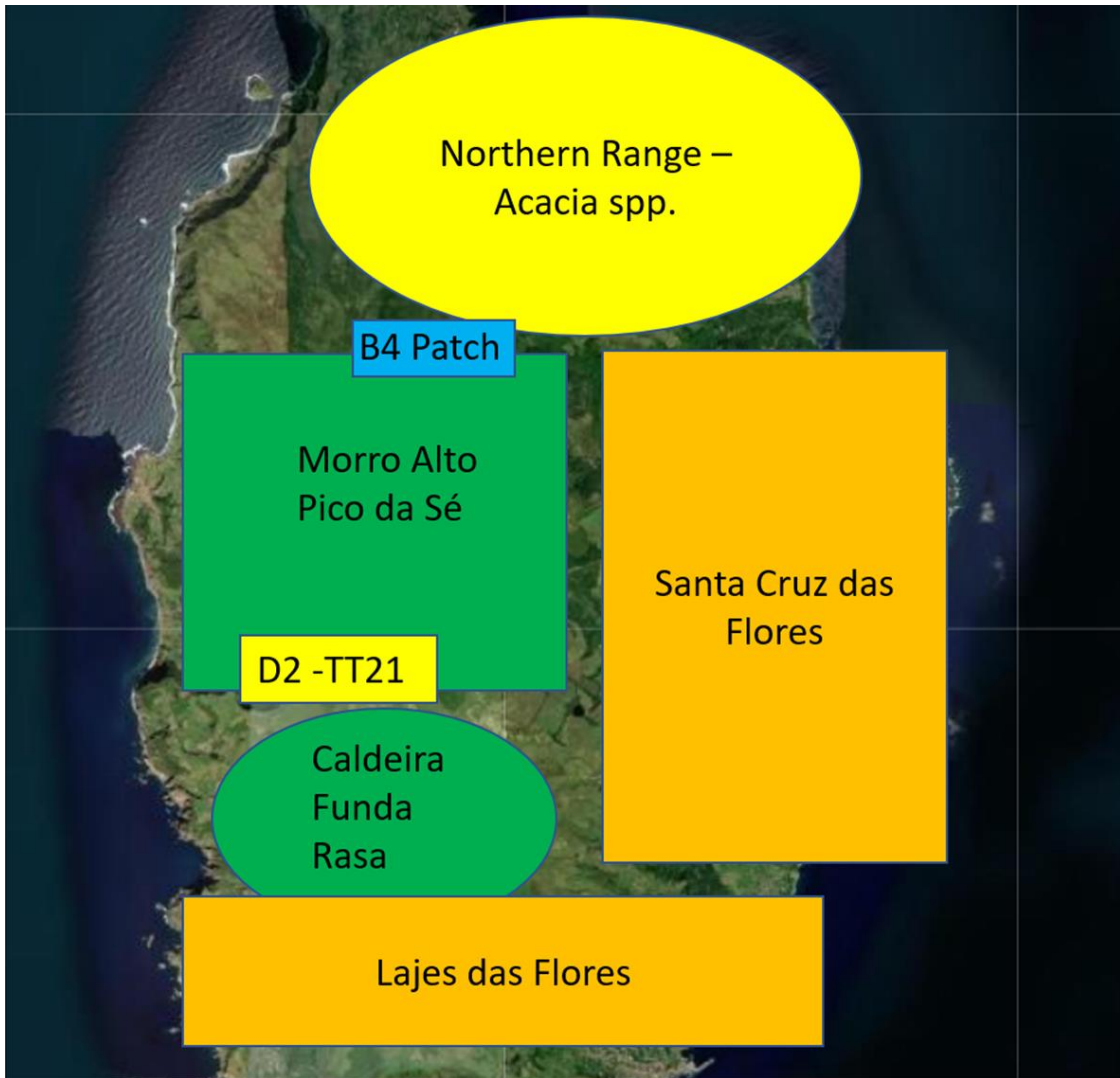 Northern Range –
Acacia spp.
B4 Patch
Morro Alto
Pico da Sé
Santa Cruz das
Flores
D2 -TT21
Caldeira
Funda
Rasa
Lajes das Flores